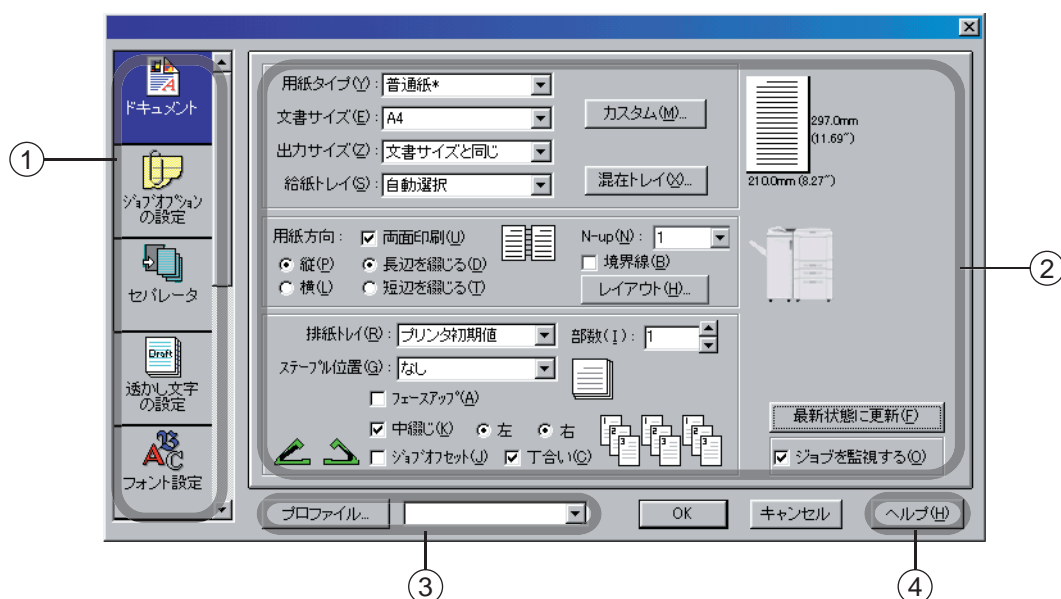 ドキュメント
ジョブオプション
の設定
セパレータ
Draft
透かし文字
の設定
フォント設定
用紙タイプ(Y): 普通紙*
文書サイズ(E): A4
カスタム(M)...
出力サイズ(Z): 文書サイズと同じ
給紙トレイ(S): 自動選択
混在トレイ(X)...
297.0mm
(11.69")
210.0mm (8.27")
用紙方向: 両面印刷(U)
N-up(N): 1
縦(P) 長辺を綴じる(D)
境界線(B)
横(L) 短辺を綴じる(T)
レイアウト(H)...
排紙トレイ(R): プリンタ初期値
部数(I): 1
ステープル位置(G): なし
フェースアップ(A)
中綴じ(K) 左 右
ジョブオフセット(J) 丁合い(C)
1 2 3
1 2 3
1 2 3
最新状態に更新(F)
ジョブを監視する(O)
プロファイル...
OK
キャンセル
ヘルプ(H)
1
2
3
4